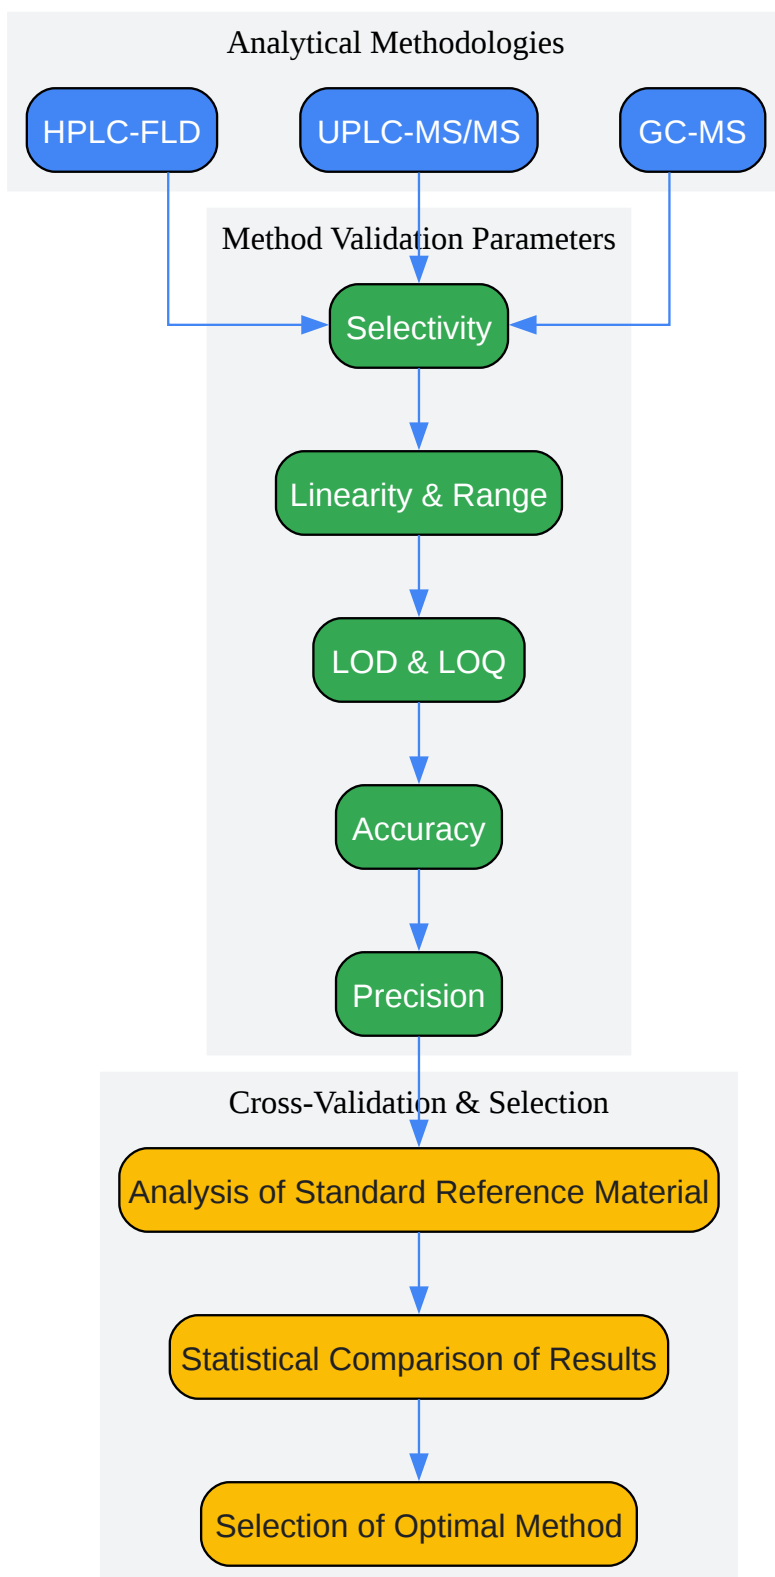 Analytical Methodologies
HPLC-FLD
UPLC-MS/MS
GC-MS
Method Validation Parameters
Selectivity
Linearity & Range
LOD & LOQ
Accuracy
Precision
Cross-Validation & Selection
Analysis of Standard Reference Material
Statistical Comparison of Results
Selection of Optimal Method